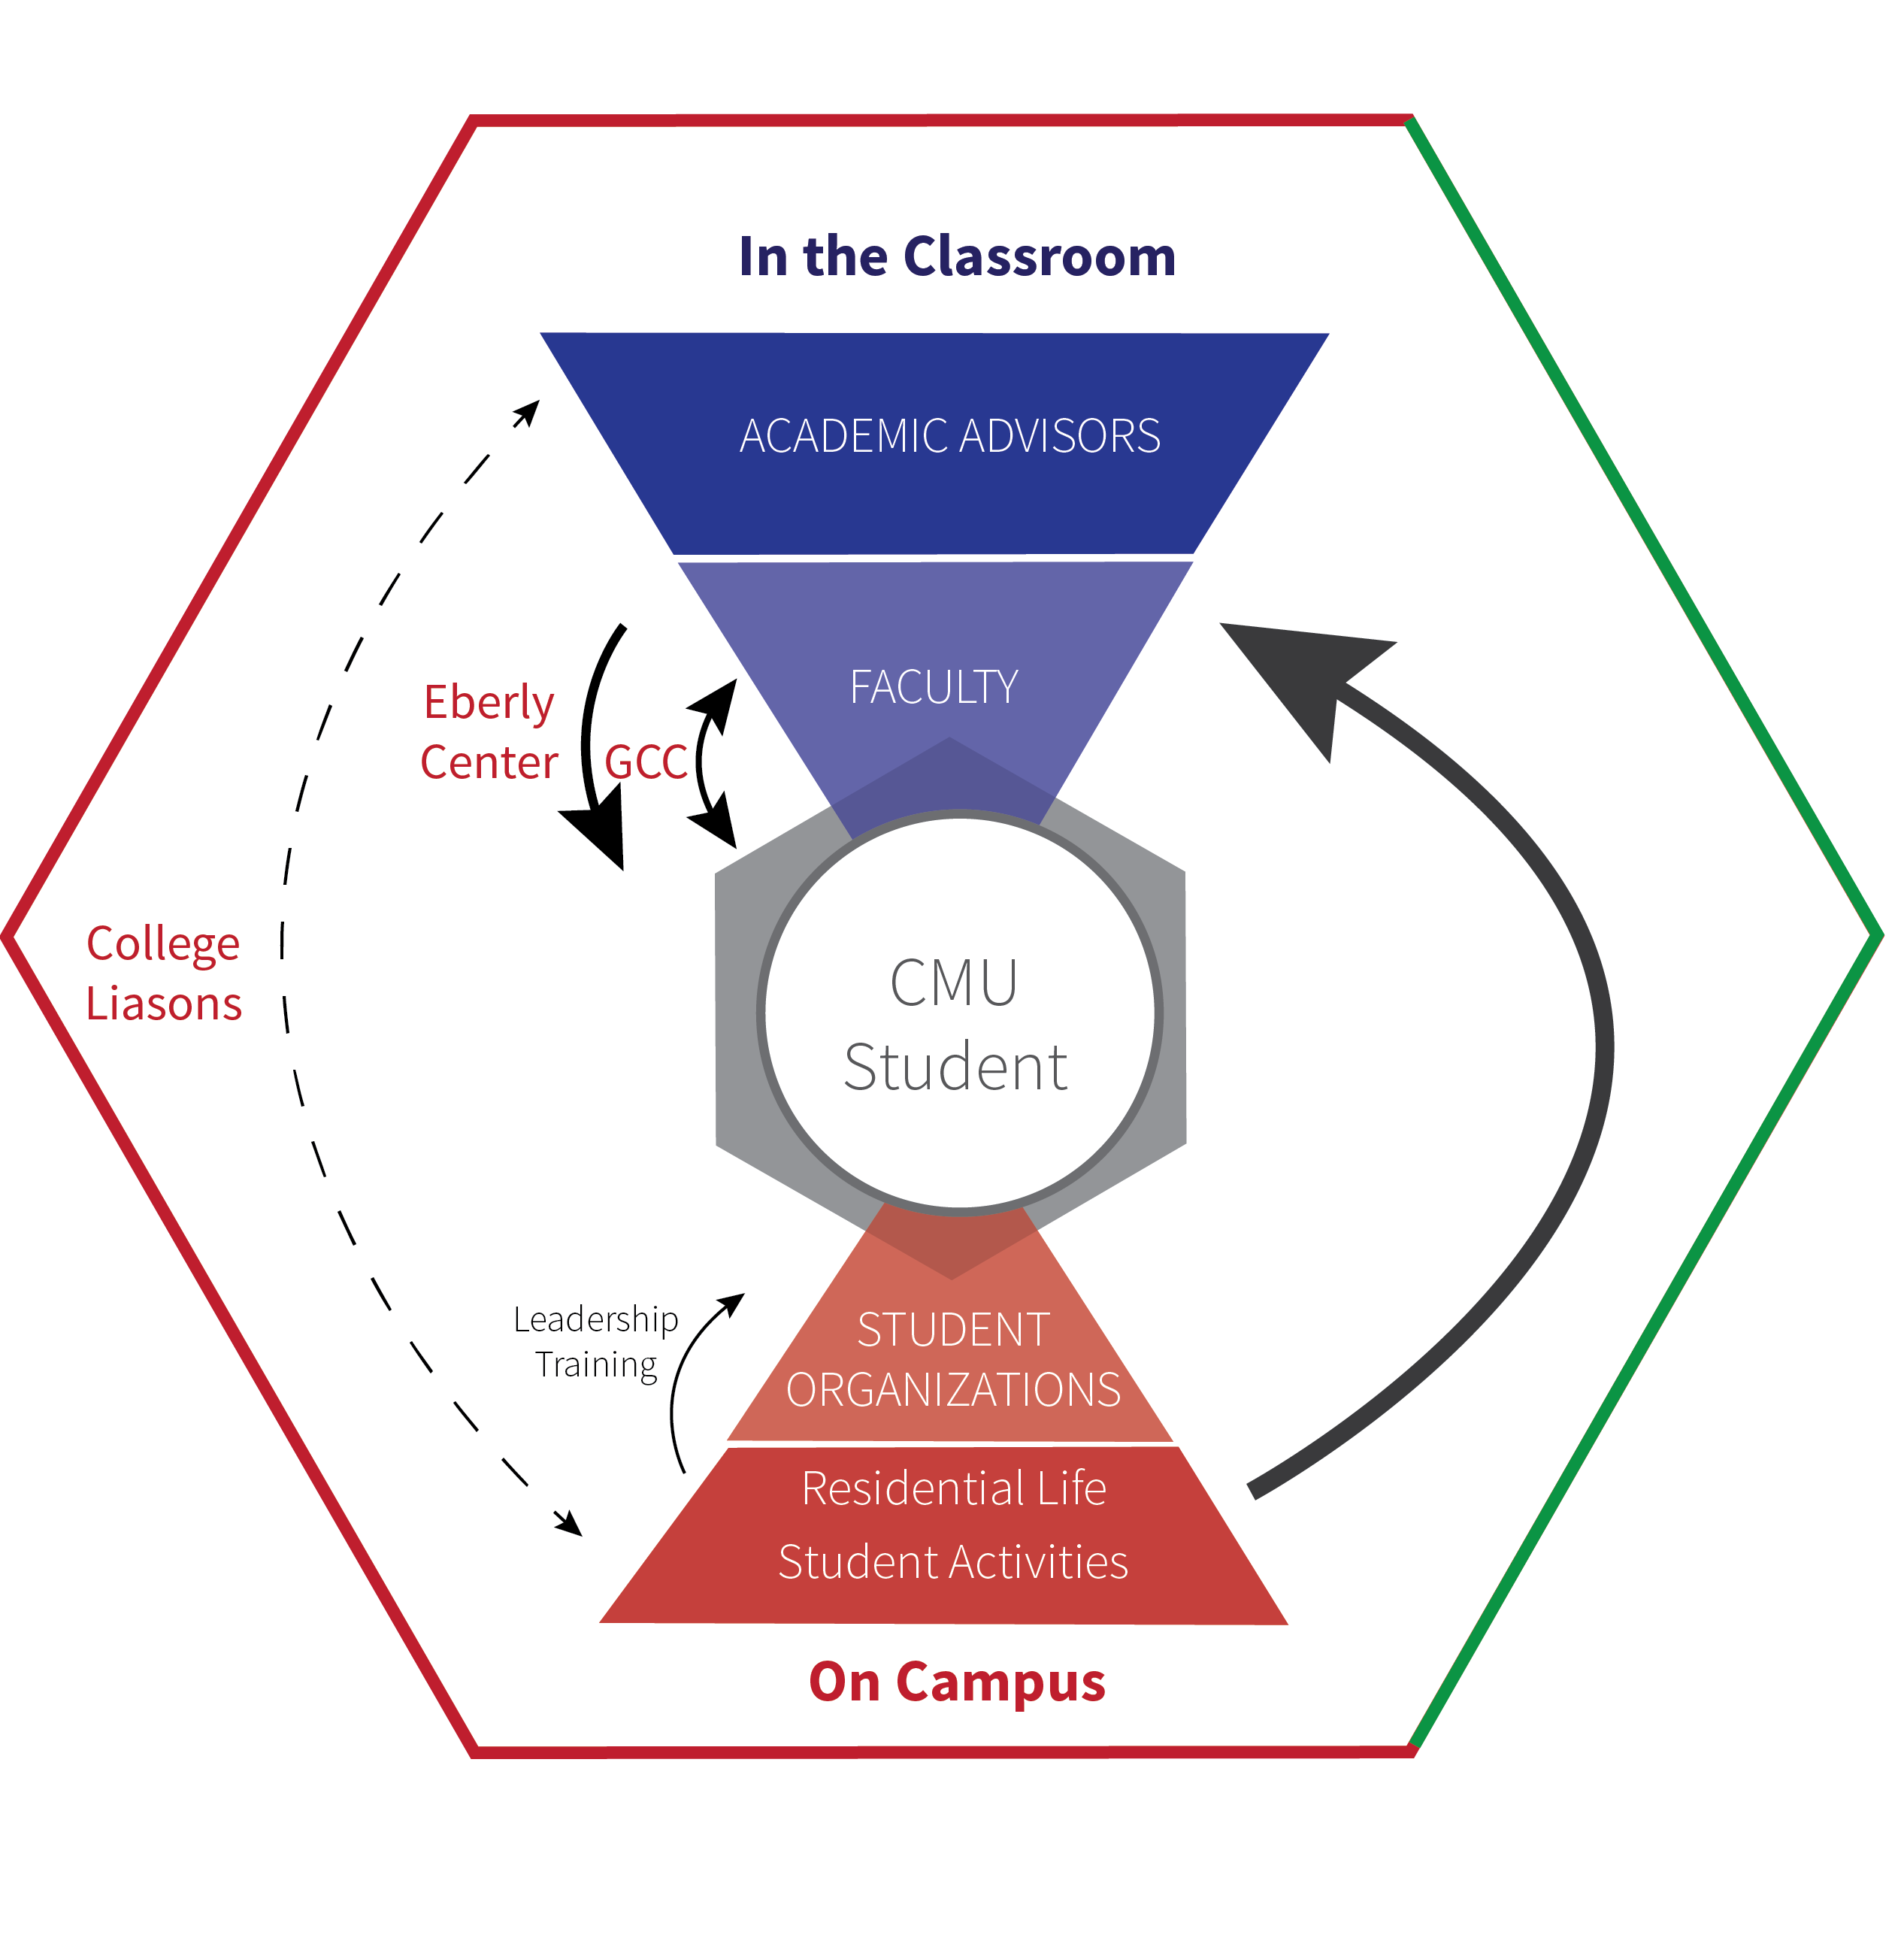 In the Classroom
ACADEMIC ADVISORS
FACULTY
Eberly
Center
GCC
College
Liasons
CMU
Student
Leadership
Training
STUDENT
ORGANIZATIONS
Residential Life
Student Activities
On Campus